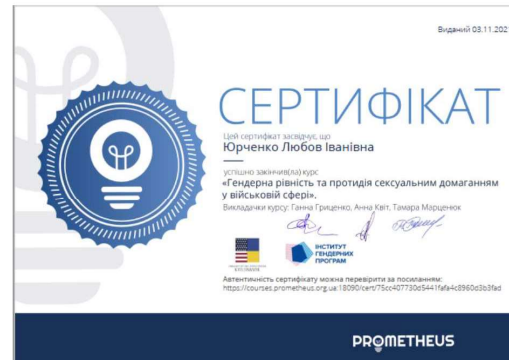 Виданий 03.11.202
СЕРТИФІКАТ
Цей сертифікат засвідчує, що
Юрченко Любов Іванівна
успішно закінчив(ла) курс
«Гендерна рівність та протидія сексуальним домаганням
у військовій сфері».
Викладачки курсу: Ганна Гриценко, Анна Квіт, Тамара Марценюк
ІНСТИТУТ
ГЕНДЕРНИХ
ПРОГРАМ
Автентичність сертифікату можна перевірити за посиланням:
https://courses.prometheus.org.ua:18090/cert/75cc407730d5441fafa4c8960d3b3fad
PROMETHEUS